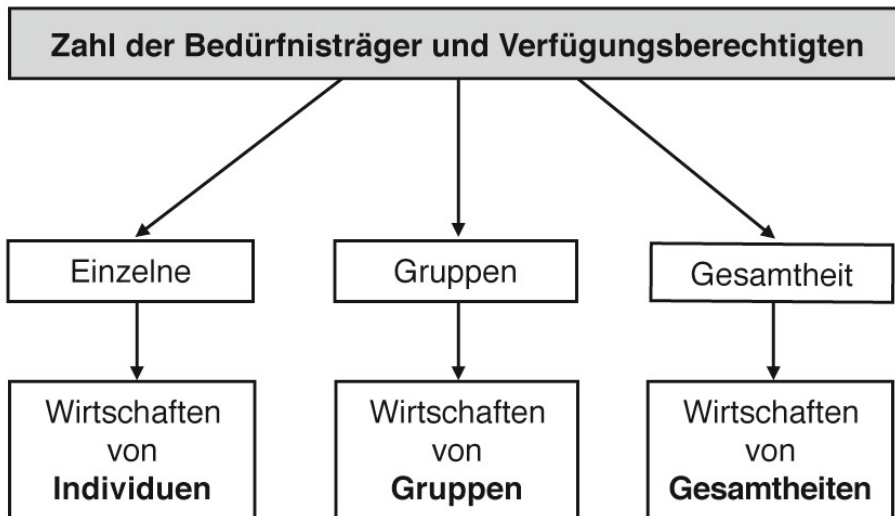 Zahl der Bedürfnisträger und Verfügungsberechtigten
Einzelne
Gruppen
Gesamtheit
Wirtschaften
von
Individuen
Wirtschaften
von
Gruppen
Wirtschaften
von
Gesamtheiten